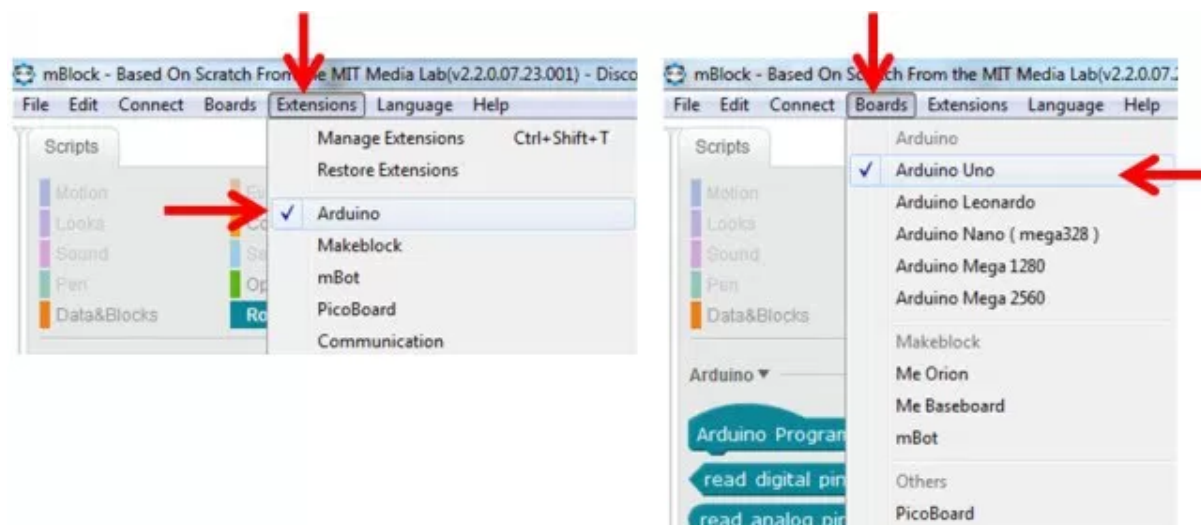 mBlock - Based On Scratch From the MIT Media Lab(v2.2.0.07.23.001) - Disco
File Edit Connect Boards Extensions Language Help
Scripts
Motion
Looks
Sound
Pen
Data&Blocks
Ro
Manage Extensions Ctrl+Shift+T
Restore Extensions
Arduino
Makeblock
mBot
PicoBoard
Communication
mBlock - Based On Scratch From the MIT Media Lab(v2.2.0.07.2
File Edit Connect Boards Extensions Language Help
Scripts
Motion
Looks
Sound
Pen
Data&Blocks
Arduino
Arduino Program
read digital pin
read analog pin
Arduino
Arduino Uno
Arduino Leonardo
Arduino Nano ( mega328 )
Arduino Mega 1280
Arduino Mega 2560
Makeblock
Me Orion
Me Baseboard
mBot
Others
PicoBoard